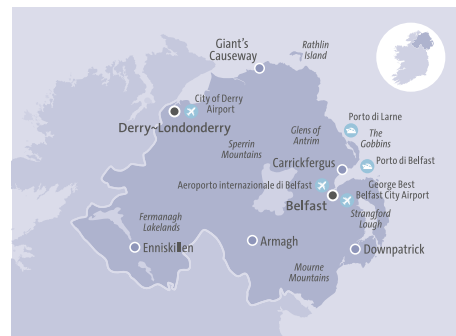 Giant's
Causeway
Rathlin
Island
City of Derry
Airport
Derry~Londonderry
Glens of
Antrim
Porto di Larne
The
Gobbins
Sperrin
Mountains
Carrickfergus
Porto di Belfast
Aeroporto internazionale di Belfast
George Best
Belfast City Airport
Belfast
Strangford
Lough
Fermanagh
Lakelands
Enniskillen
Armagh
Downpatrick
Mourne
Mountains